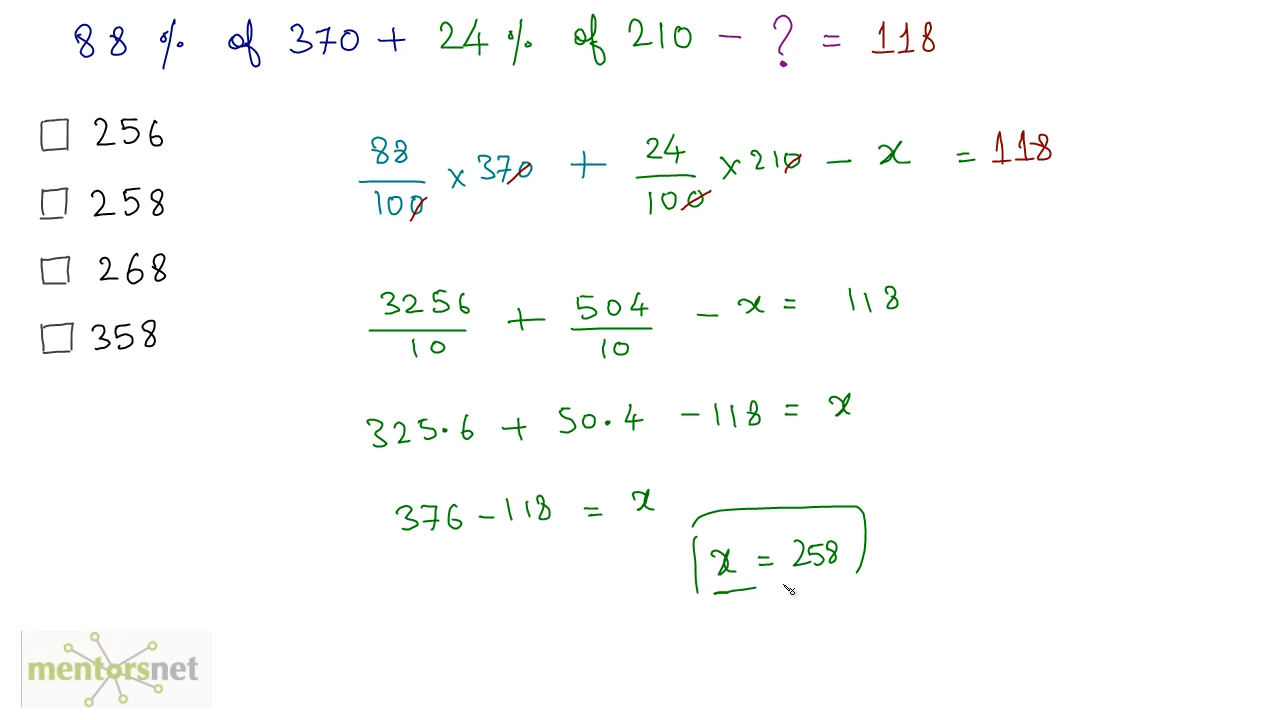 88 % of 370 + 24 % of 210 - ? = 118
256
258
268
358
88/100 × 370 + 24/100 × 210 - x = 118
3256/10 + 504/10 - x = 118
325.6 + 50.4 - 118 = x
376 - 118 = x
x = 258
mentorsnet